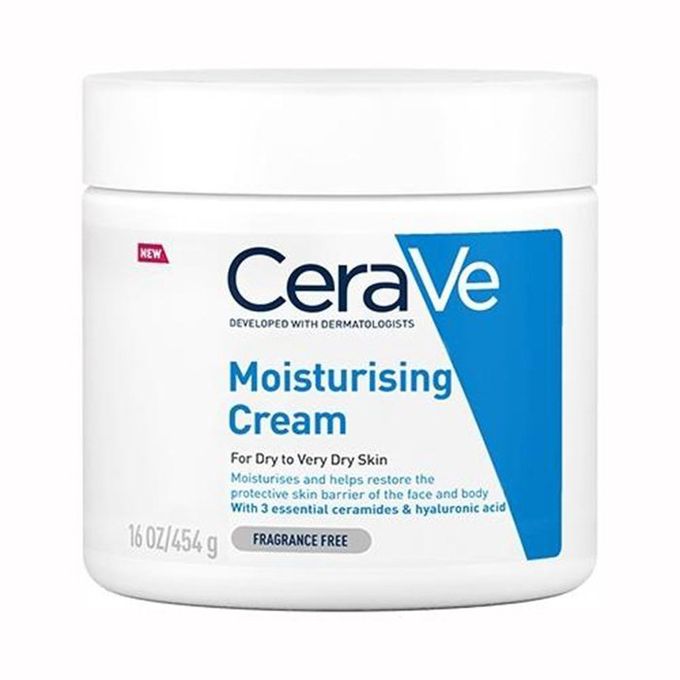 NEW
CeraVe
DEVELOPED WITH DERMATOLOGISTS
Moisturising
Cream
For Dry to Very Dry Skin
Moisturises and helps restore the
protective skin barrier of the face and body
With 3 essential ceramides & hyaluronic acid
16 OZ/454 g
FRAGRANCE FREE